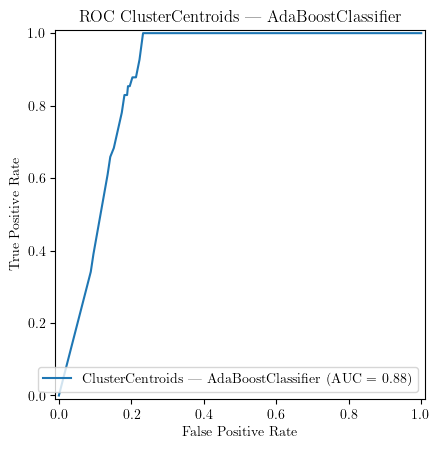 ROC ClusterCentroids — AdaBoostClassifier
1.0
0.8
0.6
0.4
0.2
0.0
True Positive Rate
ClusterCentroids — AdaBoostClassifier (AUC = 0.88)
0.0 0.2 0.4 0.6 0.8 1.0
False Positive Rate